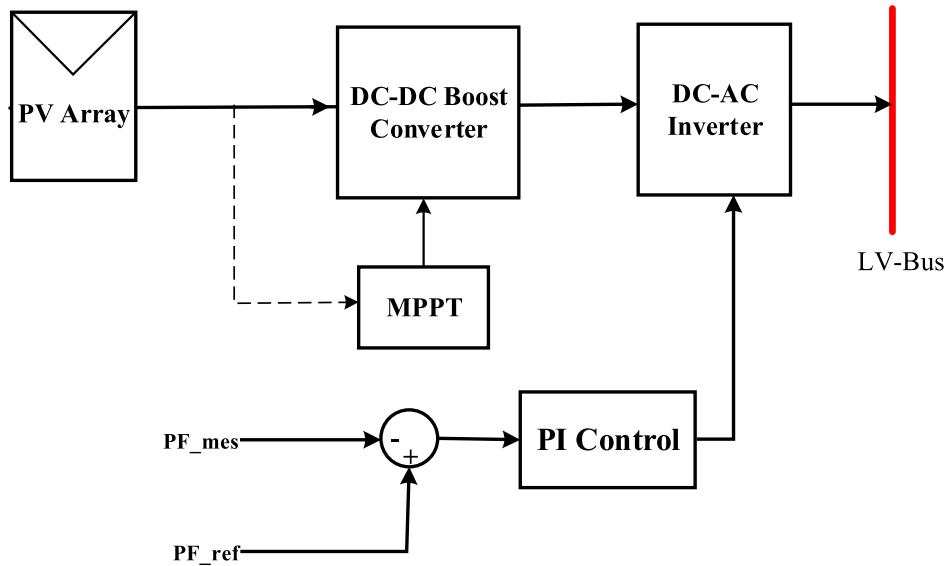 PV Array
DC-DC Boost
Converter
DC-AC
Inverter
LV-Bus
MPPT
PF_mes
-
+
PI Control
PF_ref